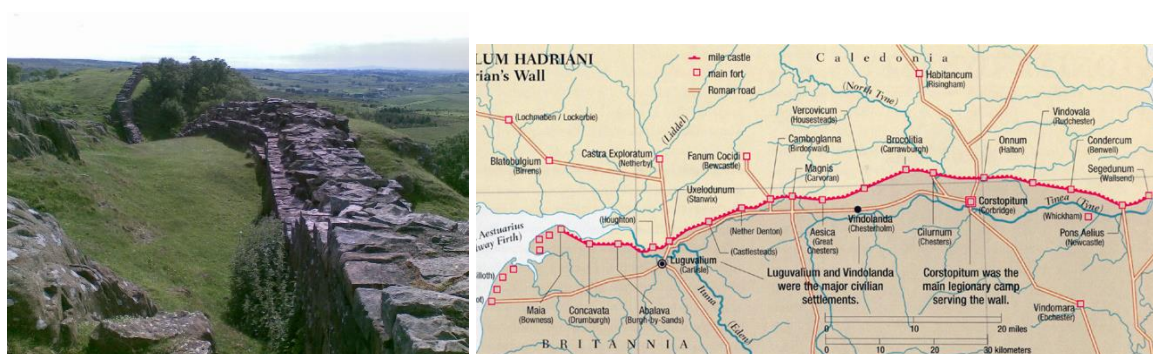 LUM HADRIANI
rian's Wall
mile castle
main fort
Roman road
Caledonia
Habitancum
(Risingham)
(North Tyne)
(Lochmaben / Lockerbie)
(Liddel)
Vercovicum
(Housesteads)
Vindovala
(Rudchester)
Blatobulgium
(Birrens)
Castra Exploratum
(Netherby)
Fanum Cocidi
(Bewcastle)
Camboglanna
(Birdoswald)
Brocolitia
(Carrawburgh)
Onnum
(Halton)
Condercum
(Benwell)
Magnis
(Carvoran)
Segedunum
(Wallsend)
Uxelodunum
(Stanwix)
Corstopitum
(Corbridge)
Tinea (Tyne)
(Whickham)
(Houghton)
Aestuarius
way Firth)
(Nether Denton)
Vindolanda
(Chesterholm)
(Castlesteads)
Aesica
(Great
Chesters)
Cilurnum
(Chesters)
Pons Aelius
(Newcastle)
Luguvalium
(Carlisle)
illoth)
Luguvalium and Vindolanda
were the major civilian
settlements.
Corstopitum was the
main legionary camp
serving the wall.
Maia
(Bowness)
Concavata
(Drumburgh)
Abalava
(Burgh-by-Sands)
Ituna
(Eden)
Vindomara
(Ebchester)
0 10 20 miles
0 30 kilometers
BRITANNIA